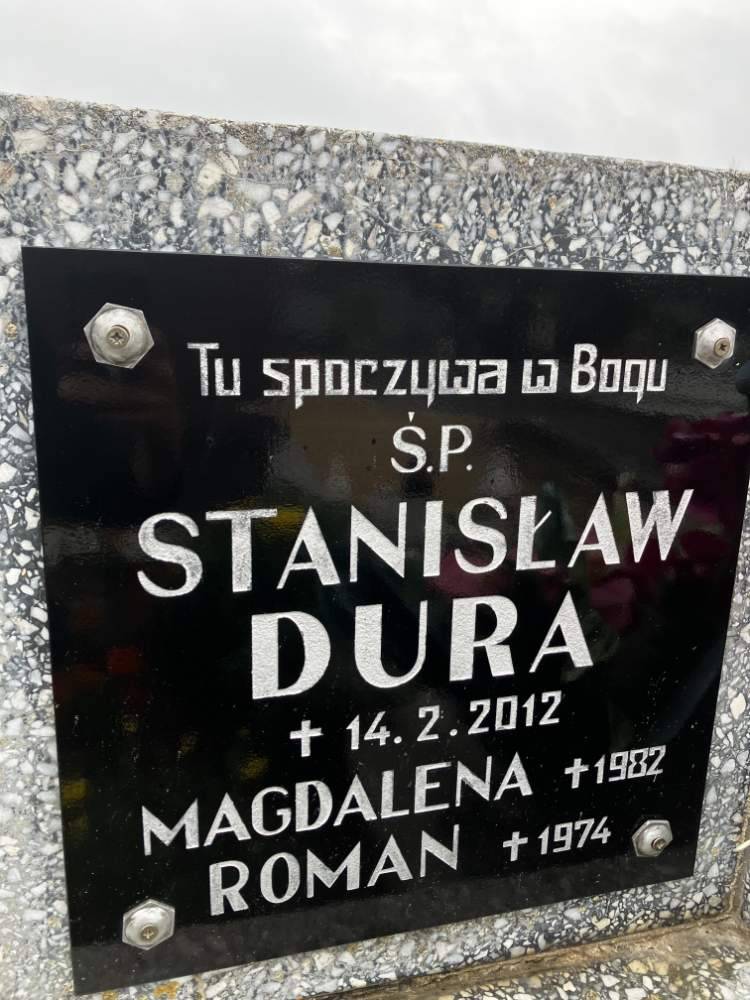 Tu spoczywa w Bogu
Ś.P.
STANISŁAW
DURA
✝ 14.2.2012
MAGDALENA ✝1982
ROMAN ✝1974